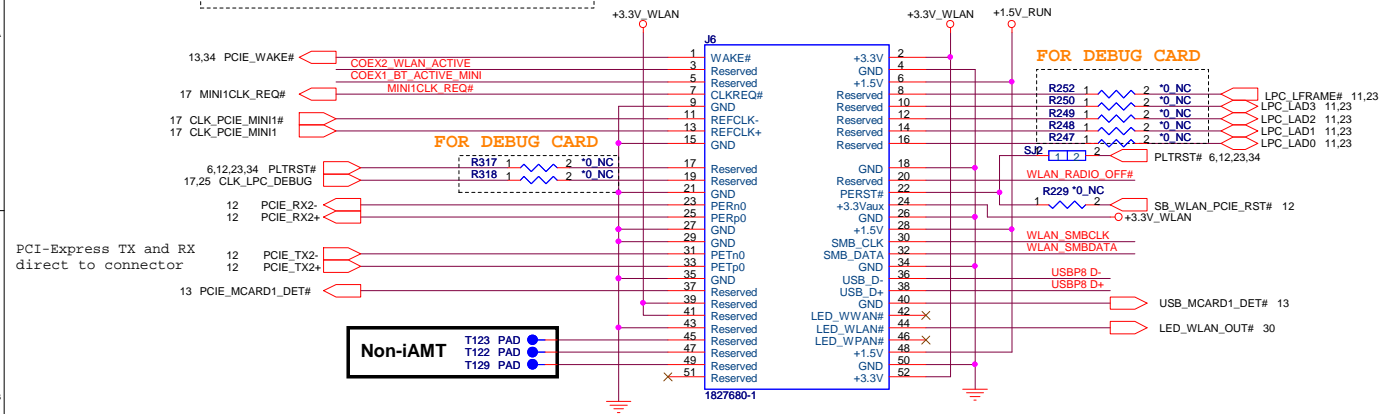 +3.3V_WLAN
+3.3V_WLAN
+1.5V_RUN
J6
FOR DEBUG CARD
13,34 PCIE_WAKE#
COEX2_WLAN_ACTIVE
COEX1_BT_ACTIVE_MINI
17 MINI1CLK_REQ#
MINI1CLK_REQ#
17 CLK_PCIE_MINI1#
17 CLK_PCIE_MINI1
FOR DEBUG CARD
6,12,23,34 PLTRST#
R317 1 2 *0_NC
17,25 CLK_LPC_DEBUG
R318 1 2 *0_NC
12 PCIE_RX2-
12 PCIE_RX2+
PCI-Express TX and RX
direct to connector
12 PCIE_TX2-
12 PCIE_TX2+
13 PCIE_MCARD1_DET#
Non-iAMT
T123 PAD
T122 PAD
T129 PAD
1 WAKE#
3 Reserved
5 Reserved
7 CLKREQ#
9 GND
11 REFCLK-
13 REFCLK+
15 GND
17 Reserved
19 Reserved
21 GND
23 PERn0
25 PERp0
27 GND
29 GND
31 PETn0
33 PETp0
35 GND
37 Reserved
39 Reserved
41 Reserved
43 Reserved
45 Reserved
47 Reserved
49 Reserved
51 Reserved
+3.3V 2
GND 4
+1.5V 6
Reserved 8
Reserved 10
Reserved 12
Reserved 14
Reserved 16
GND 18
Reserved 20
PERST# 22
+3.3Vaux 24
GND 26
+1.5V 28
SMB_CLK 30
SMB_DATA 32
GND 34
USB_D- 36
USB_D+ 38
GND 40
LED_WWAN# 42
LED_WLAN# 44
LED_WPAN# 46
+1.5V 48
GND 50
+3.3V 52
1827680-1
R252 1 2 *0_NC LPC_LFRAME# 11,23
R250 1 2 *0_NC LPC_LAD3 11,23
R249 1 2 *0_NC LPC_LAD2 11,23
R248 1 2 *0_NC LPC_LAD1 11,23
R247 1 2 *0_NC LPC_LAD0 11,23
SJ2 1 2 2 PLTRST# 6,12,23,34
WLAN_RADIO_OFF#
R229 *0_NC
1 2 SB_WLAN_PCIE_RST# 12
+3.3V_WLAN
WLAN_SMBCLK
WLAN_SMBDATA
USBP8 D-
USBP8 D+
USB_MCARD1_DET# 13
LED_WLAN_OUT# 30